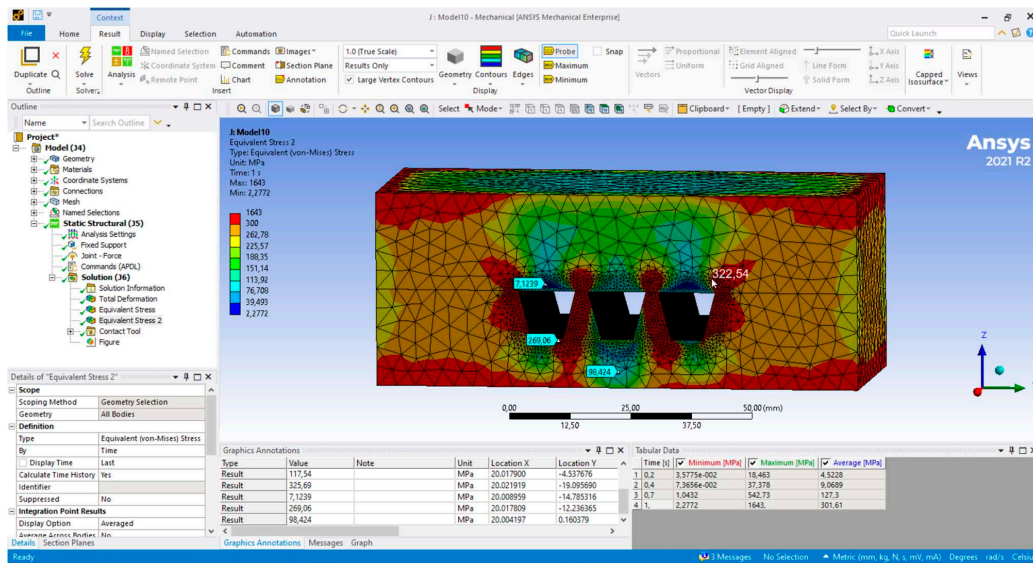 Context
J : Model10 - Mechanical [ANSYS Mechanical Enterprise]
File Home Result Display Selection Automation
Quick Launch
Duplicate Q Solve Analysis
Named Selection
Coordinate System
Remote Point
Commands
Comment
Chart
Images
Section Plane
Annotation
1.0 (True Scale)
Results Only
Large Vertex Contours
Geometry Contours Edges
Probe
Maximum
Minimum
Snap
Vectors
Proportional
Uniform
Element Aligned
Grid Aligned
Line Form
Solid Form
X Axis
Y Axis
Z Axis
Capped
Isosurface
Views
Outline Solver Insert Display Vector Display
Outline
Name Search Outline
Select Mode Clipboard [ Empty ] Extend Select By Convert
Project*
Model (J4)
Geometry
Materials
Coordinate Systems
Connections
Mesh
Named Selections
Static Structural (J5)
Analysis Settings
Fixed Support
Joint - Force
Commands (APDL)
Solution (J6)
Solution Information
Total Deformation
Equivalent Stress
Equivalent Stress 2
Contact Tool
Figure
J: Model10
Equivalent Stress 2
Type: Equivalent (von-Mises) Stress
Unit: MPa
Time: 1 s
Max: 1643
Min: 2,2772
1643
300
262,78
225,57
188,35
151,14
113,92
76,708
39,493
2,2772
Ansys
2021 R2
7,1239
322,54
269,06
98,424
Z
0,00 25,00 50,00 (mm)
12,50 37,50
Details of "Equivalent Stress 2"
Scope
Scoping Method Geometry Selection
Geometry All Bodies
Definition
Type Equivalent (von-Mises) Stress
By Time
Display Time Last
Calculate Time History Yes
Identifier
Suppressed No
Integration Point Results
Display Option Averaged
Average Across Bodies No
Details Section Planes
Graphics Annotations
Type Value Note Unit Location X Location Y
Result 117,54 MPa 20.017900 -4.537676
Result 325,69 MPa 20.021919 -19.095690
Result 7,1239 MPa 20.008959 -14.785316
Result 269,06 MPa 20.017809 -12.236365
Result 98,424 MPa 20.004197 0.160379
Graphics Annotations Messages Graph
Tabular Data
Time [s] Minimum [MPa] Maximum [MPa] Average [MPa]
1 0,2 3,5775e-002 18,463 4,5228
2 0,4 7,3656e-002 37,378 9,0689
3 0,7 1,0432 542,73 127,3
4 1, 2,2772 1643, 301,61
Ready
3 Messages No Selection Metric (mm, kg, N, s, mV, mA) Degrees rad/s Celsiu